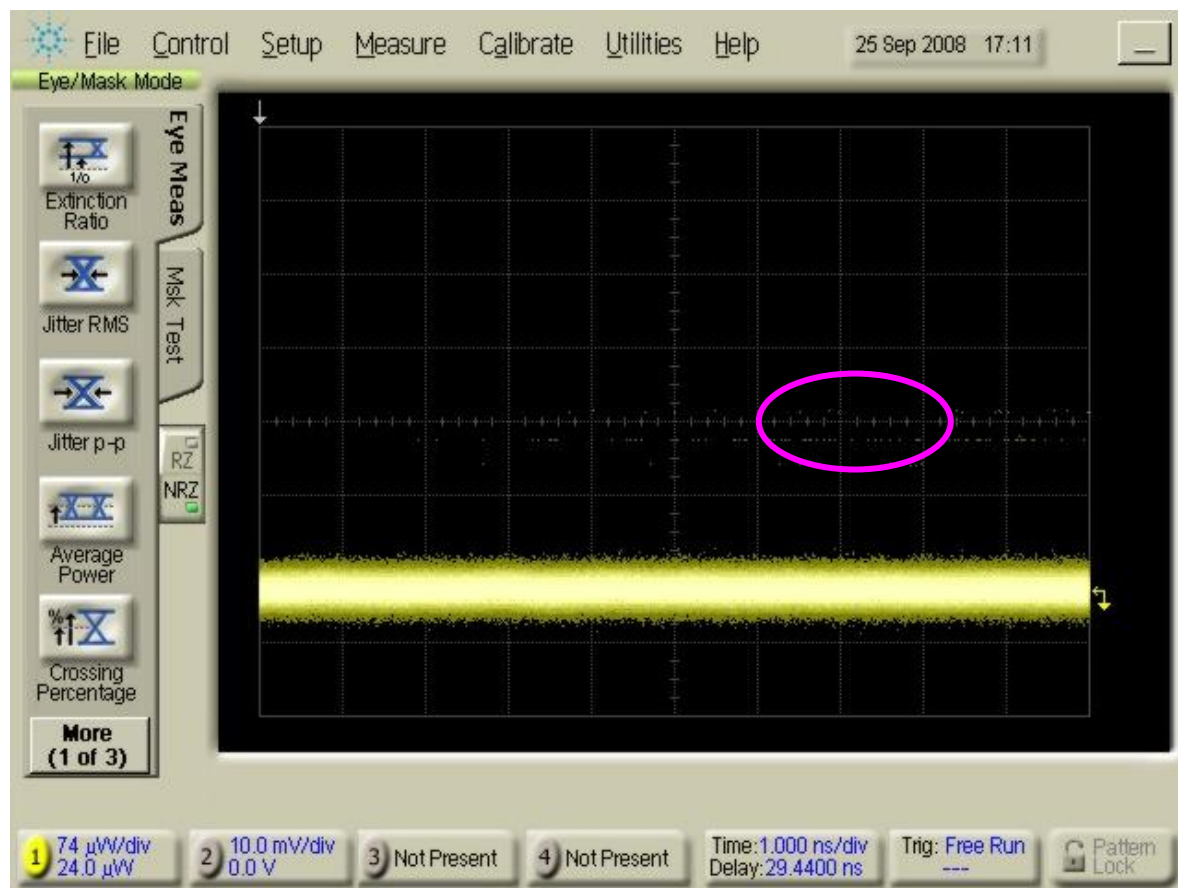 File Control Setup Measure Calibrate Utilities Help 25 Sep 2008 17:11
Eye/Mask Mode
Eye Meas
Msk Test
1/0
Extinction
Ratio
Jitter RMS
Jitter p-p
RZ
NRZ
Average
Power
%
Crossing
Percentage
More
(1 of 3)
1 74 µW/div
24.0 µW
2 10.0 mV/div
0.0 V
3 Not Present
4 Not Present
Time:1.000 ns/div
Delay:29.4400 ns
Trig: Free Run
---
Pattern
Lock